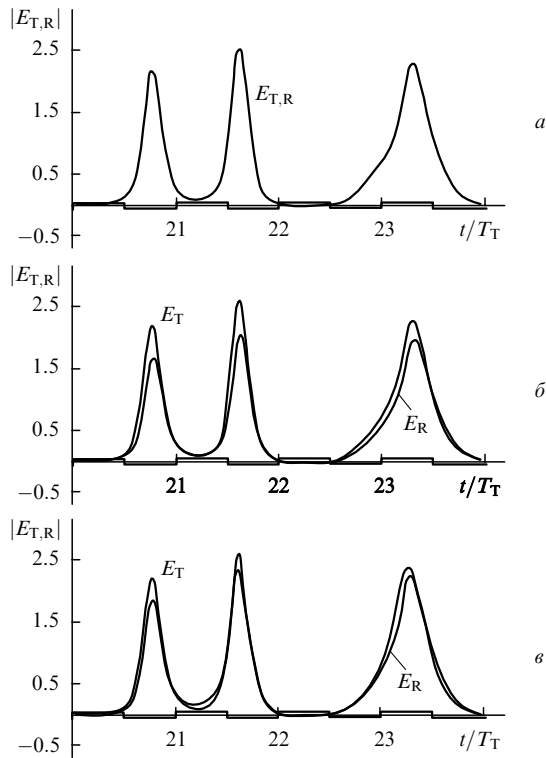 |E_T,R|
2.5
E_T,R
1.5
а
0.5
−0.5
21 22 23 t/T_T
|E_T,R|
2.5
E_T
1.5
б
0.5
E_R
−0.5
21 22 23 t/T_T
|E_T,R|
2.5
E_T
1.5
в
0.5
E_R
−0.5
21 22 23 t/T_T